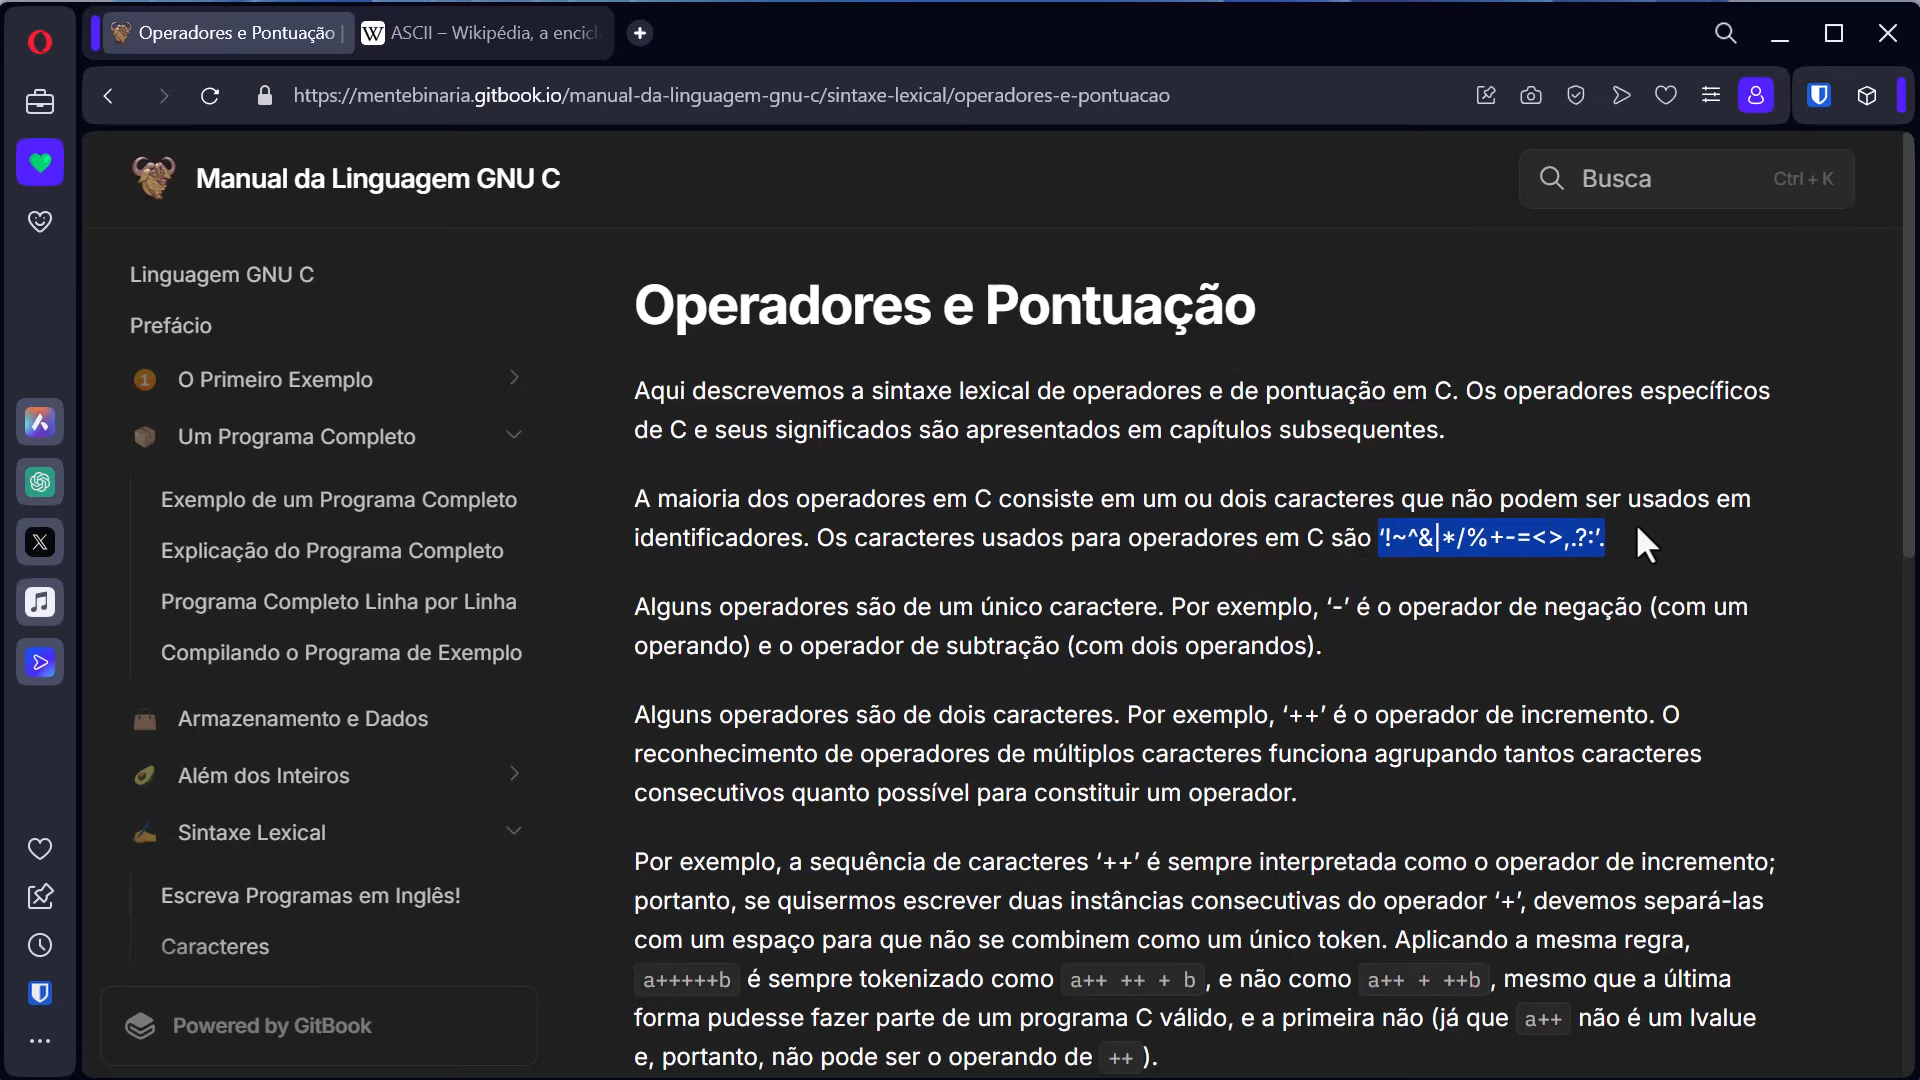 Operadores e Pontuação |
ASCII – Wikipédia, a encicl
https://mentebinaria.gitbook.io/manual-da-linguagem-gnu-c/sintaxe-lexical/operadores-e-pontuacao
Manual da Linguagem GNU C
Busca
Ctrl + K
Linguagem GNU C
Prefácio
1 O Primeiro Exemplo
Um Programa Completo
Exemplo de um Programa Completo
Explicação do Programa Completo
Programa Completo Linha por Linha
Compilando o Programa de Exemplo
Armazenamento e Dados
Além dos Inteiros
Sintaxe Lexical
Escreva Programas em Inglês!
Caracteres
Powered by GitBook
Operadores e Pontuação
Aqui descrevemos a sintaxe lexical de operadores e de pontuação em C. Os operadores específicos
de C e seus significados são apresentados em capítulos subsequentes.
A maioria dos operadores em C consiste em um ou dois caracteres que não podem ser usados em
identificadores. Os caracteres usados para operadores em C são ‘!~^&|*/%+-=<>,.?:’.
Alguns operadores são de um único caractere. Por exemplo, ‘-’ é o operador de negação (com um
operando) e o operador de subtração (com dois operandos).
Alguns operadores são de dois caracteres. Por exemplo, ‘++’ é o operador de incremento. O
reconhecimento de operadores de múltiplos caracteres funciona agrupando tantos caracteres
consecutivos quanto possível para constituir um operador.
Por exemplo, a sequência de caracteres ‘++’ é sempre interpretada como o operador de incremento;
portanto, se quisermos escrever duas instâncias consecutivas do operador ‘+’, devemos separá-las
com um espaço para que não se combinem como um único token. Aplicando a mesma regra,
a+++++b é sempre tokenizado como a++ ++ + b, e não como a++ + ++b, mesmo que a última
forma pudesse fazer parte de um programa C válido, e a primeira não (já que a++ não é um lvalue
e, portanto, não pode ser o operando de ++).